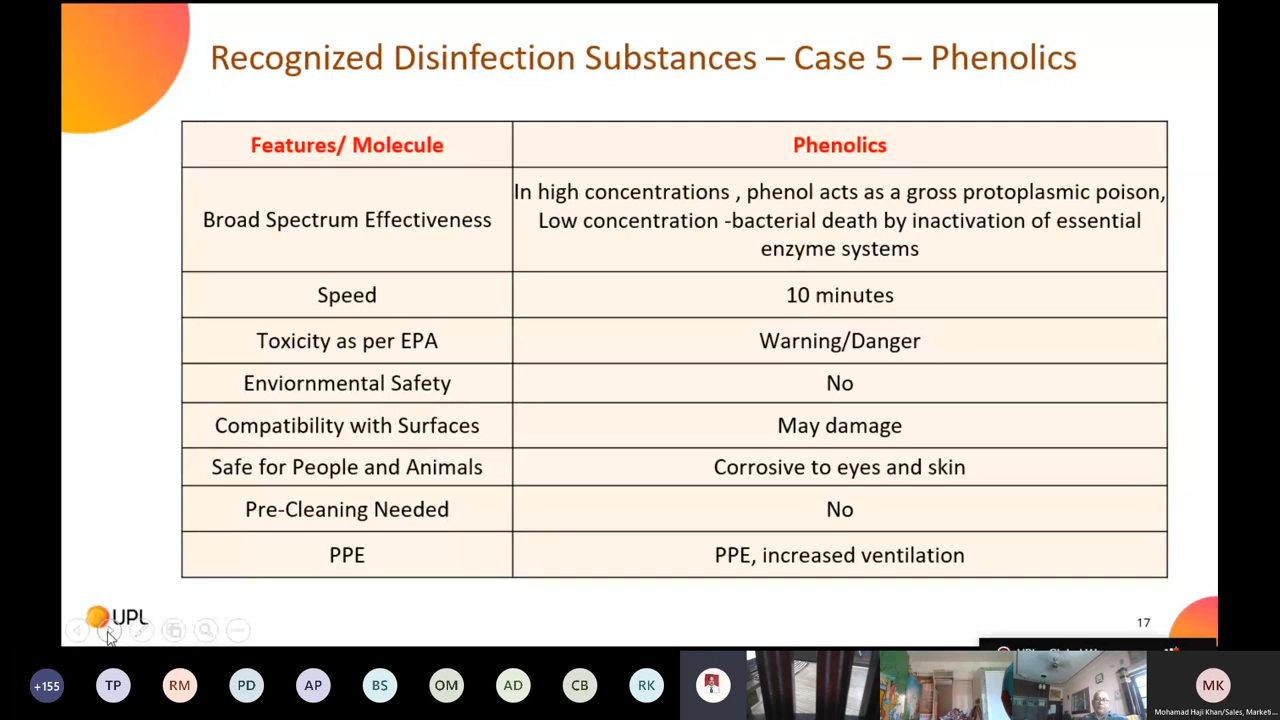 Recognized Disinfection Substances – Case 5 – Phenolics
Features/ Molecule
Phenolics
Broad Spectrum Effectiveness
In high concentrations , phenol acts as a gross protoplasmic poison,
Low concentration -bacterial death by inactivation of essential
enzyme systems
Speed
10 minutes
Toxicity as per EPA
Warning/Danger
Enviornmental Safety
No
Compatibility with Surfaces
May damage
Safe for People and Animals
Corrosive to eyes and skin
Pre-Cleaning Needed
No
PPE
PPE, increased ventilation
UPL
17
+155
TP
RM
PD
AP
BS
OM
AD
CB
RK
MK
Mohamad Haji Khan/Sales, Marketi...